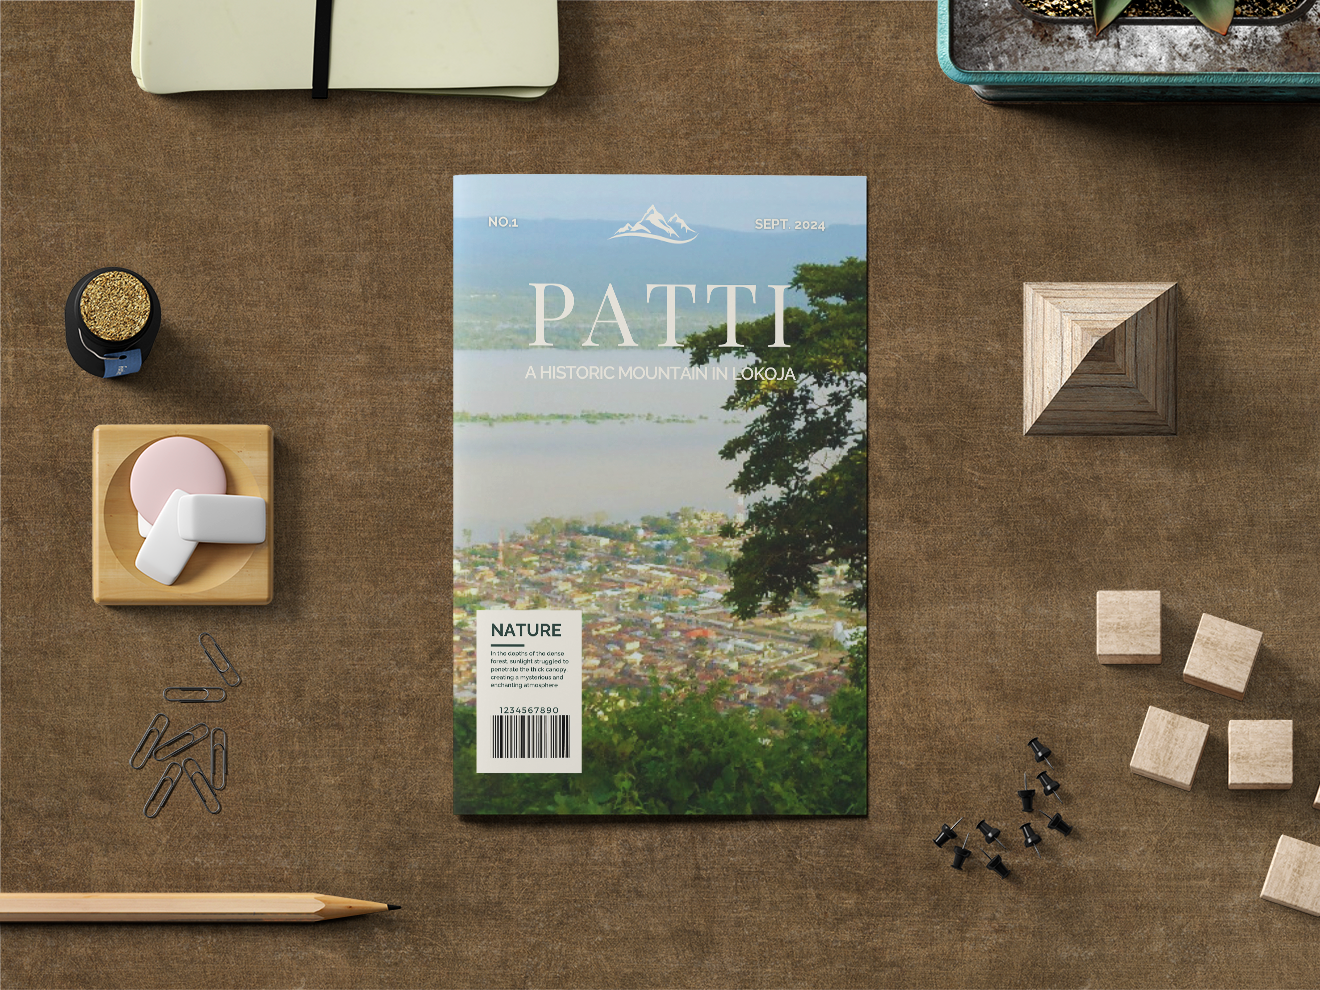 NO.1
SEPT. 2024
PATTI
A HISTORIC MOUNTAIN IN LOKOJA
NATURE
In the depths of the dense
forest, sunlight struggled to
penetrate the thick canopy,
creating a mysterious and
enchanting atmosphere
1234567890